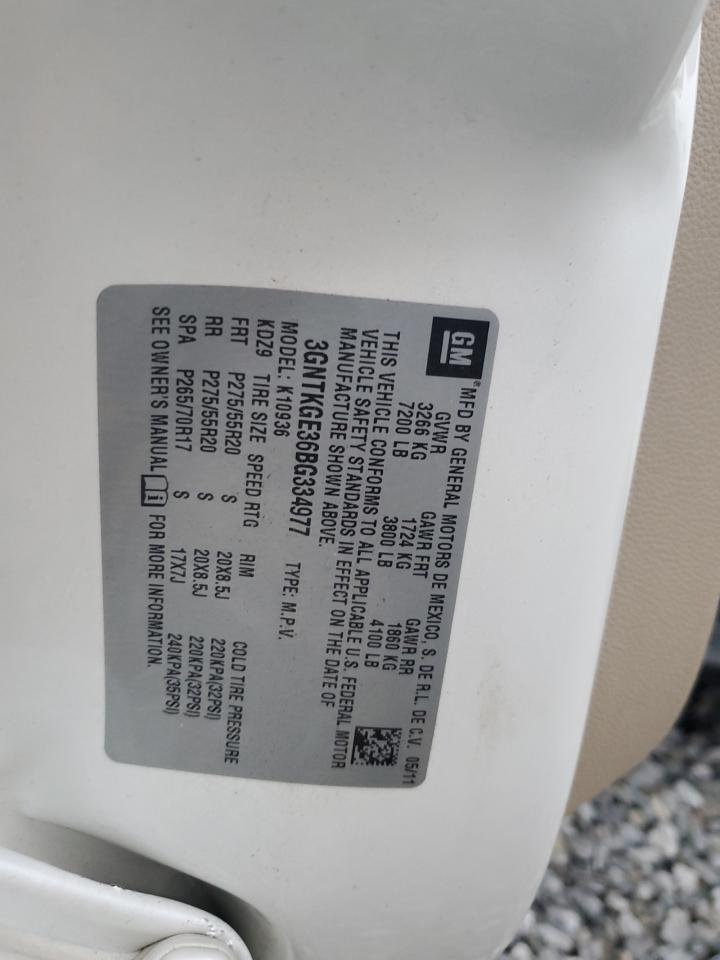 GM® MFD BY GENERAL MOTORS DE MEXICO, S. DE R.L. DE C.V. 05/11
GVWR GAWR FRT GAWR RR
3266 KG 1724 KG 1860 KG
7200 LB 3800 LB 4100 LB
THIS VEHICLE CONFORMS TO ALL APPLICABLE U.S. FEDERAL MOTOR
VEHICLE SAFETY STANDARDS IN EFFECT ON THE DATE OF
MANUFACTURE SHOWN ABOVE.
3GNTKGE36BG334977 TYPE: M.P.V.
MODEL: K10936
KDZ9 TIRE SIZE SPEED RTG RIM COLD TIRE PRESSURE
FRT P275/55R20 S 20X8.5J 220KPA(32PSI)
RR P275/55R20 S 20X8.5J 220KPA(32PSI)
SPA P265/70R17 S 17X7J 240KPA(35PSI)
SEE OWNER'S MANUAL FOR MORE INFORMATION.